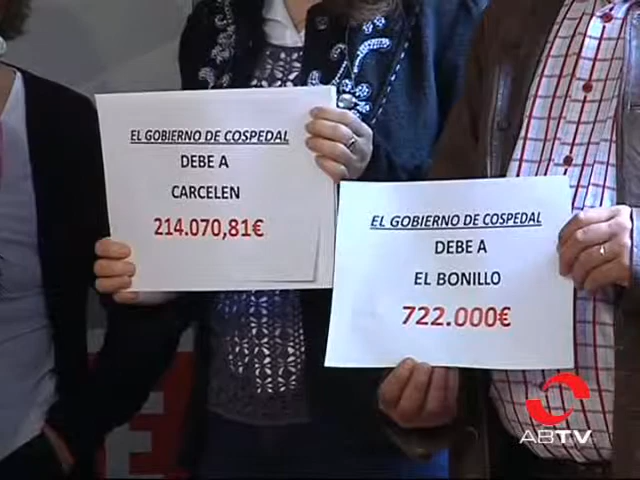 EL GOBIERNO DE COSPEDAL
DEBE A
CARCELEN
214.070,81€
EL GOBIERNO DE COSPEDAL
DEBE A
EL BONILLO
722.000€
ABTV